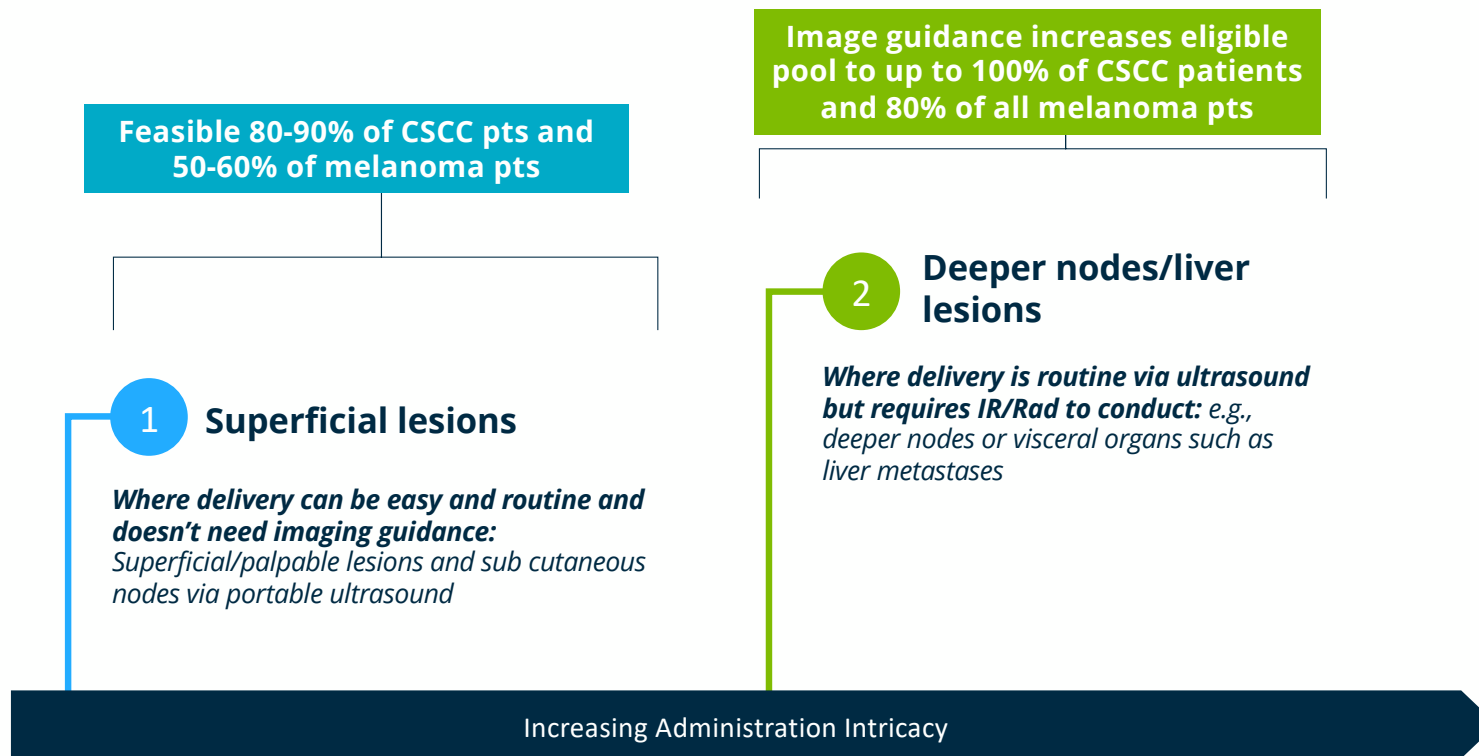 Feasible 80-90% of CSCC pts and
50-60% of melanoma pts
1
Superficial lesions
Where delivery can be easy and routine and
doesn’t need imaging guidance:
Superficial/palpable lesions and sub cutaneous
nodes via portable ultrasound
Image guidance increases eligible
pool to up to 100% of CSCC patients
and 80% of all melanoma pts
2
Deeper nodes/liver
lesions
Where delivery is routine via ultrasound
but requires IR/Rad to conduct: e.g.,
deeper nodes or visceral organs such as
liver metastases
Increasing Administration Intricacy